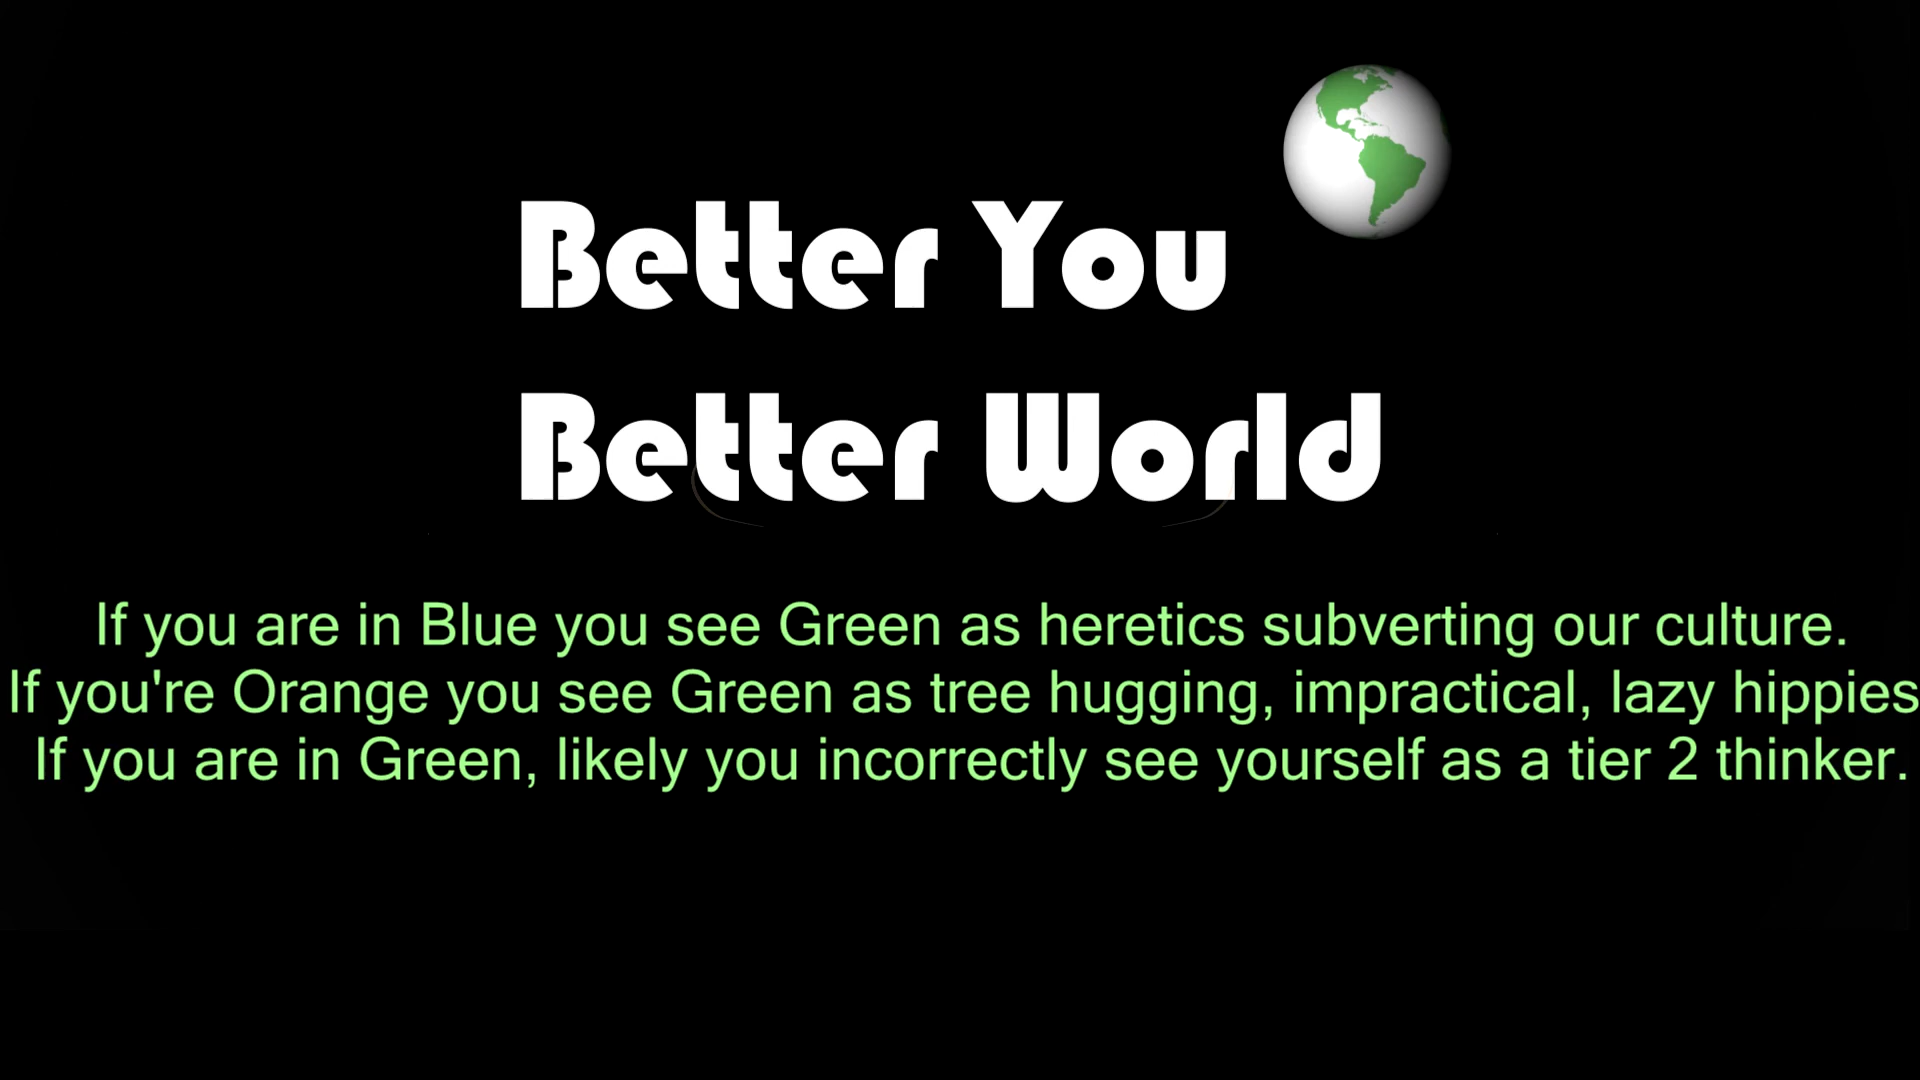 Better You
Better World
If you are in Blue you see Green as heretics subverting our culture.
If you're Orange you see Green as tree hugging, impractical, lazy hippies
If you are in Green, likely you incorrectly see yourself as a tier 2 thinker.